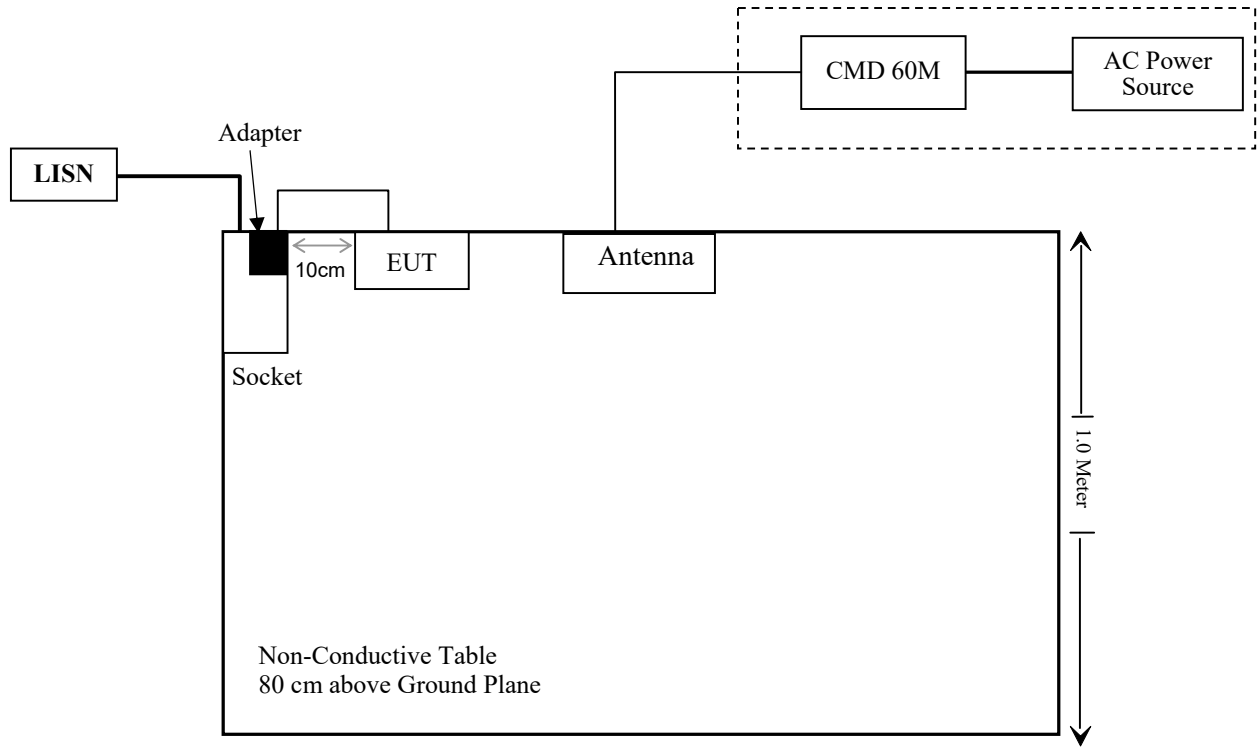 CMD 60M
AC Power
Source
Adapter
LISN
10cm
EUT
Antenna
Socket
1.0 Meter
Non-Conductive Table
80 cm above Ground Plane